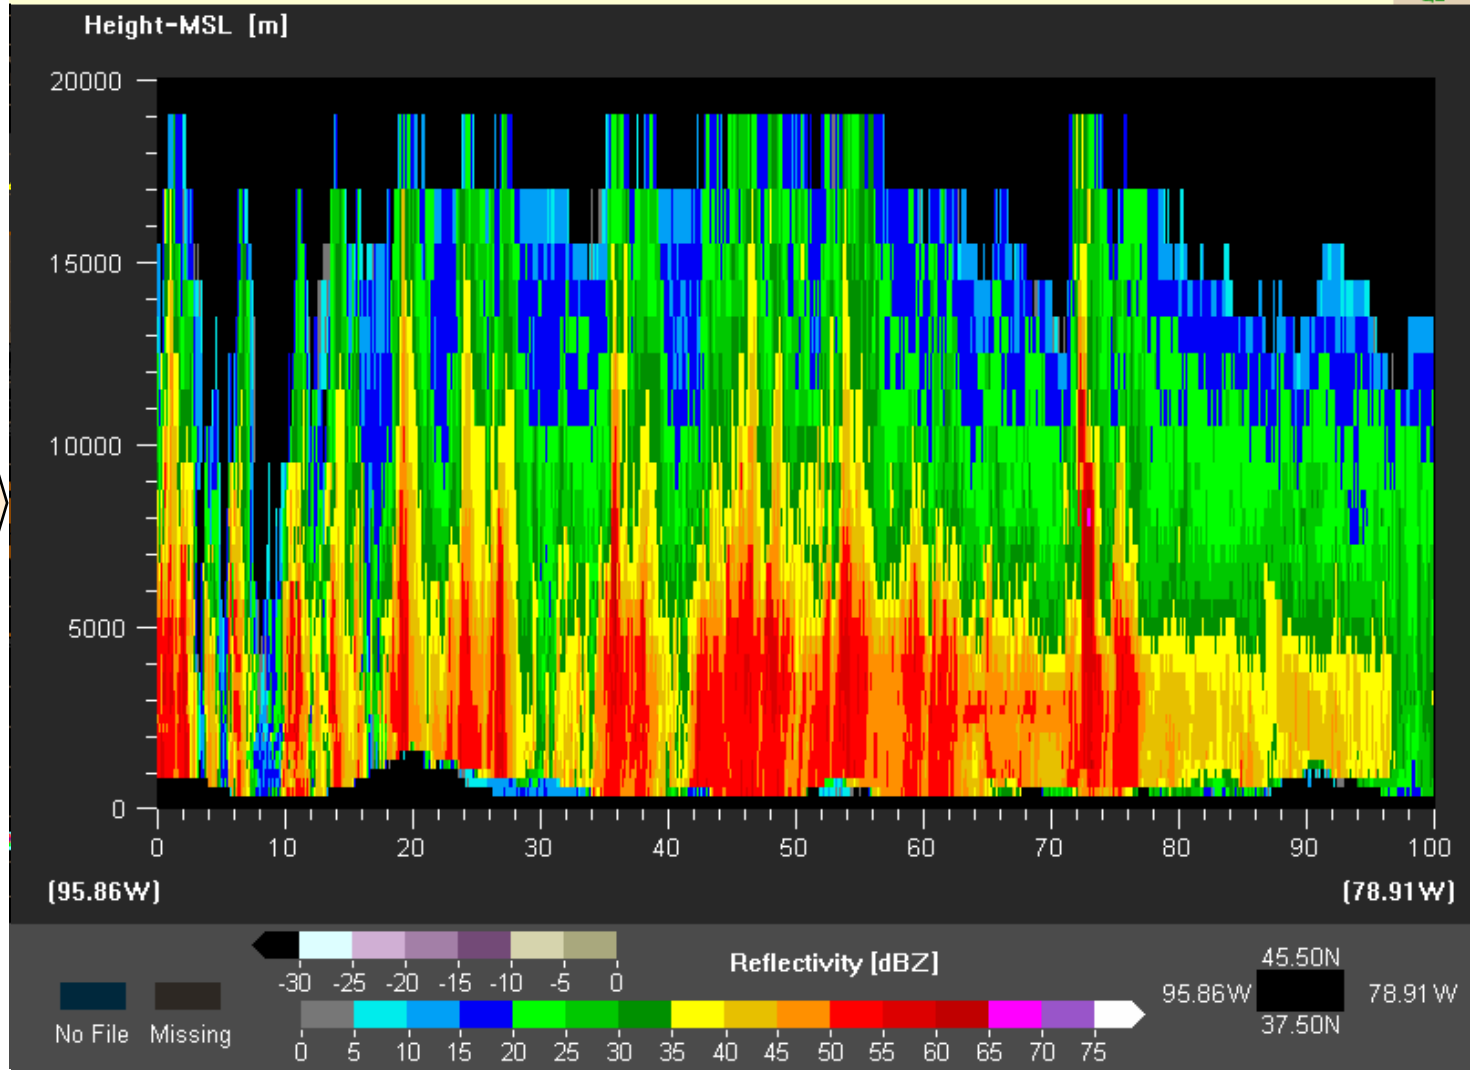 Height-MSL [m]
20000
15000
10000
5000
0
0 10 20 30 40 50 60 70 80 90 100
(95.86W) (78.91W)
-30 -25 -20 -15 -10 -5 0
Reflectivity [dBZ]
0 5 10 15 20 25 30 35 40 45 50 55 60 65 70 75
No File Missing
45.50N
95.86W 78.91W
37.50N